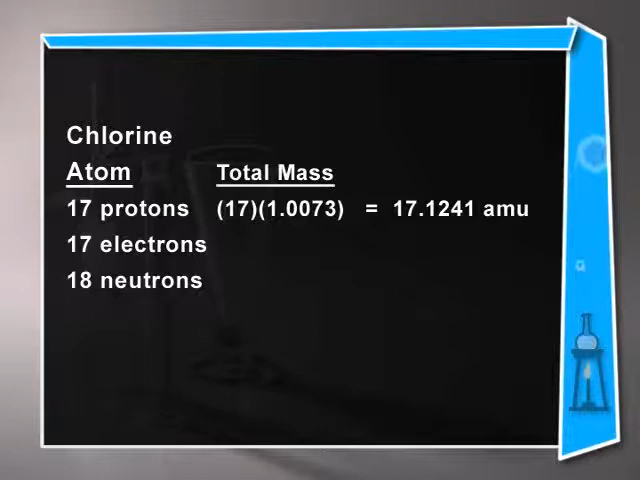 Chlorine
Atom Total Mass
17 protons (17)(1.0073) = 17.1241 amu
17 electrons
18 neutrons
a